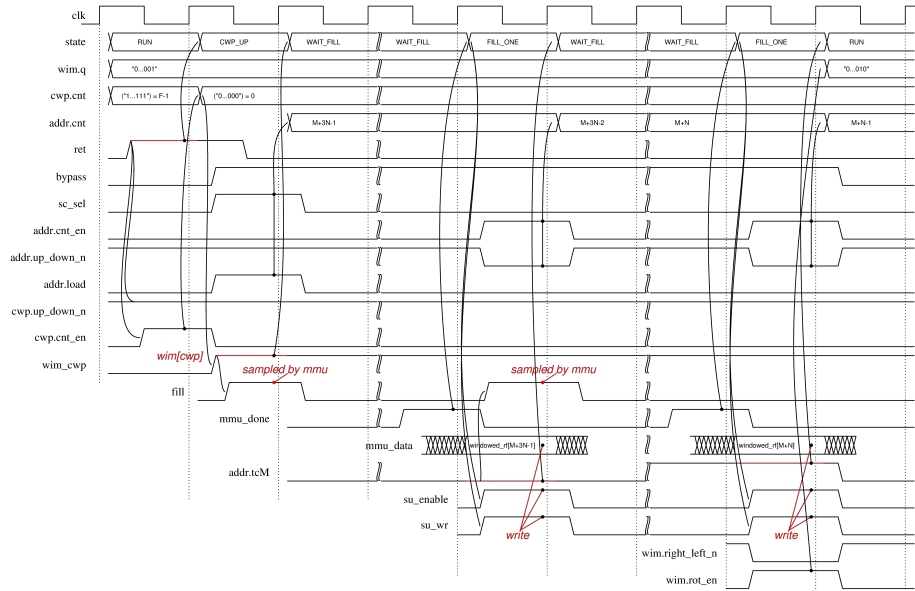 clk
state RUN CWP_UP WAIT_FILL WAIT_FILL FILL_ONE WAIT_FILL WAIT_FILL FILL_ONE RUN
wim.q "0...001" "0...010"
cwp.cnt ("1...111") = F-1 ("0...000") = 0
addr.cnt M+3N-1 M+3N-2 M+N M+N-1
ret
bypass
sc_sel
addr.cnt_en
addr.up_down_n
addr.load
cwp.up_down_n
cwp.cnt_en
wim[cwp]
wim_cwp
sampled by mmu sampled by mmu
fill
mmu_done
mmu_data windowed_rf[M+3N-1] windowed_rf[M+N]
addr.tcM
su_enable
su_wr
write write
wim.right_left_n
wim.rot_en